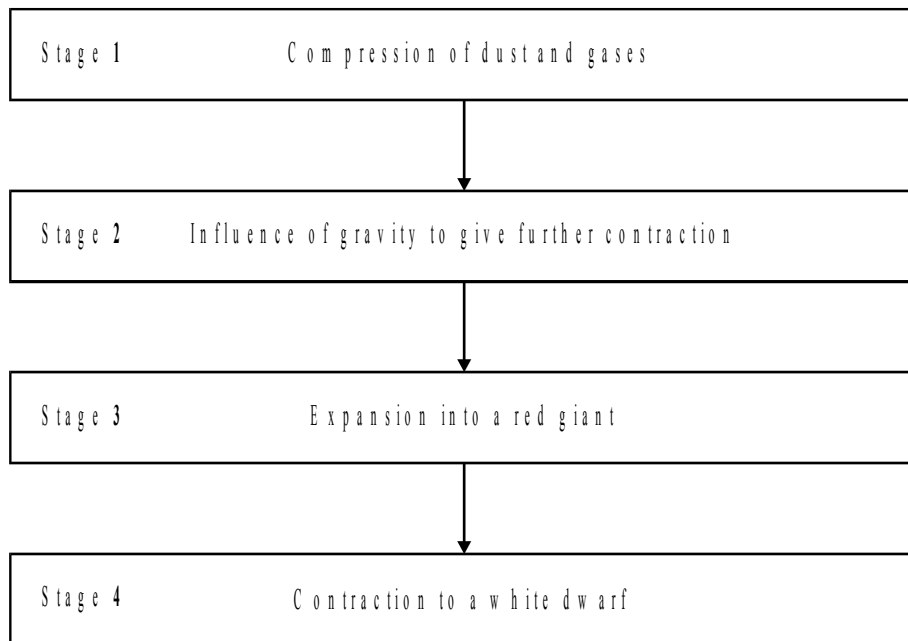 Stage 1 Compression of dust and gases
Stage 2 Influence of gravity to give further contraction
Stage 3 Expansion into a red giant
Stage 4 Contraction to a white dwarf